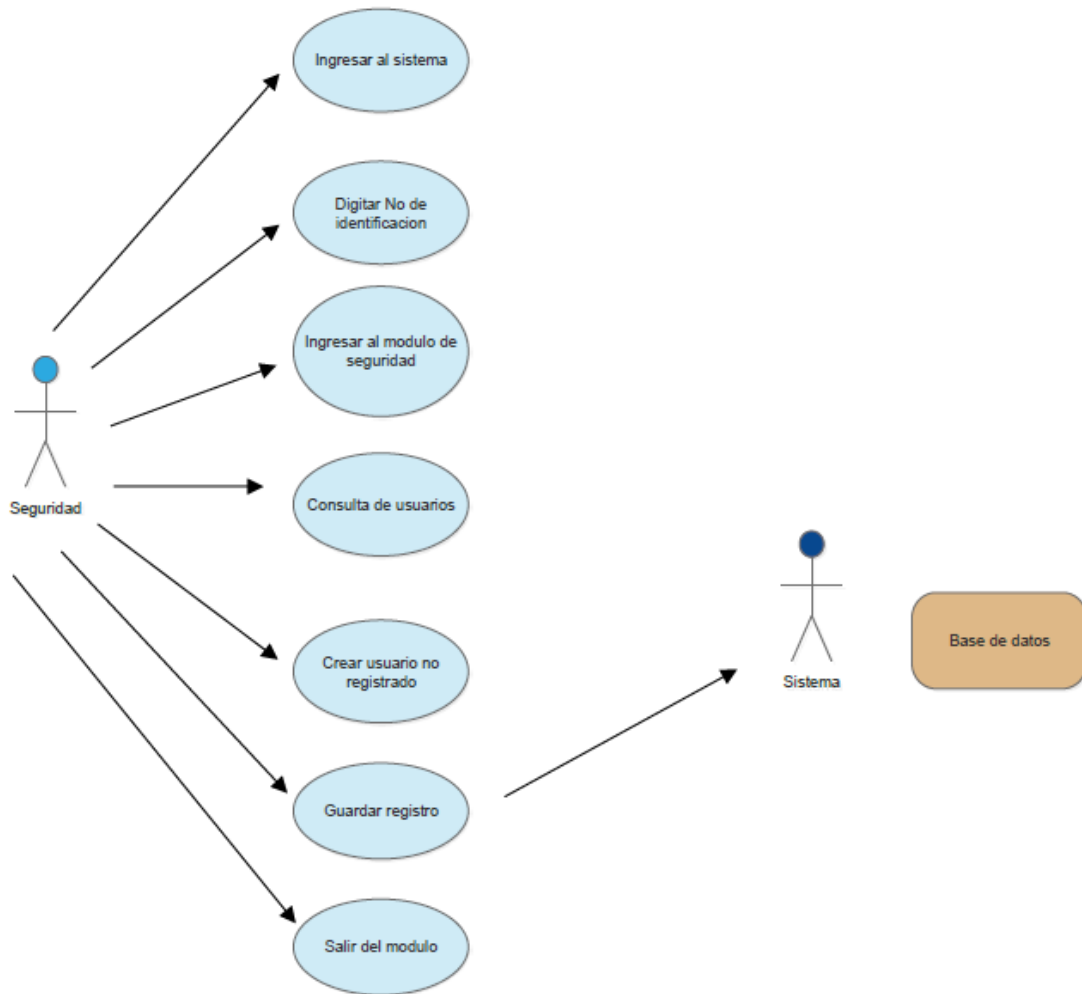 Ingresar al sistema
Digitar No de
identificacion
Ingresar al modulo de
seguridad
Seguridad
Consulta de usuarios
Crear usuario no
registrado
Guardar registro
Salir del modulo
Sistema
Base de datos